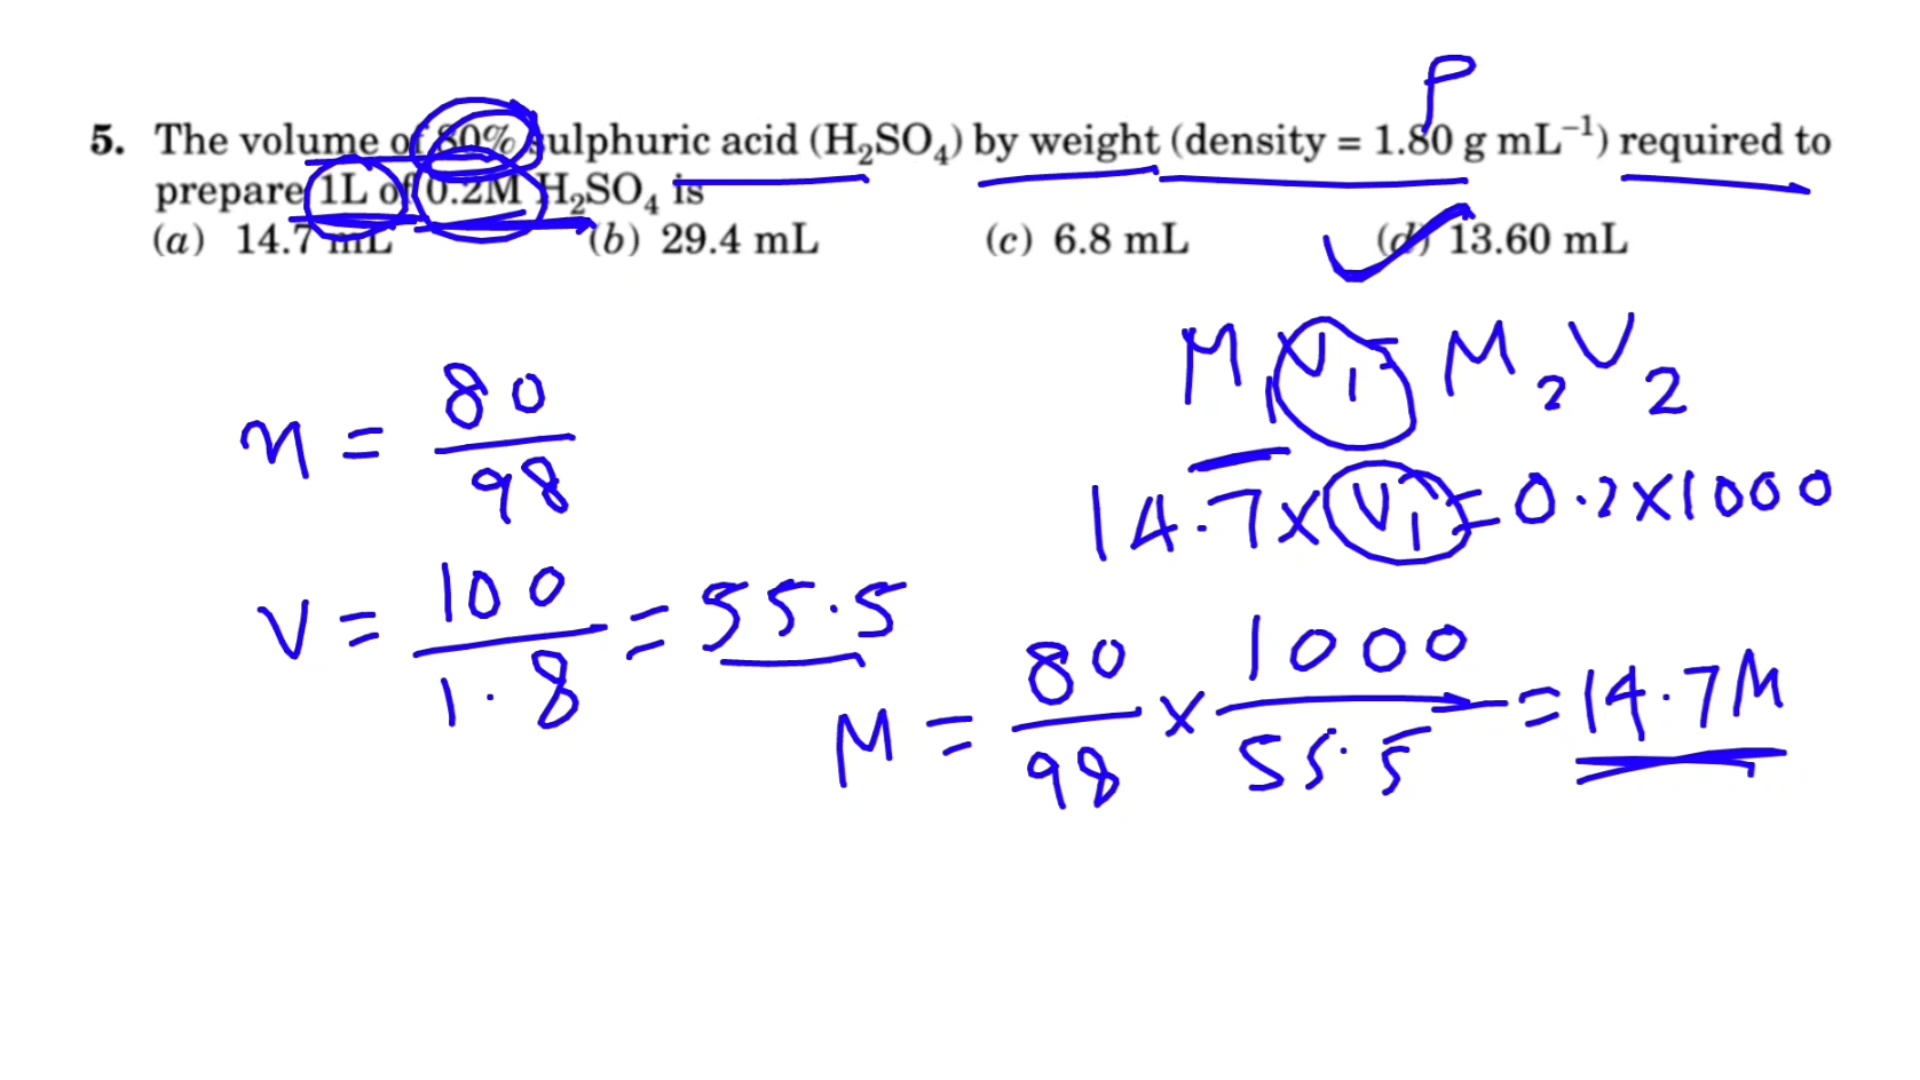 ρ
5. The volume of 80% sulphuric acid (H₂SO₄) by weight (density = 1.80 g mL⁻¹) required to
prepare 1L of 0.2M H₂SO₄ is
(a) 14.7 mL (b) 29.4 mL (c) 6.8 mL (d) 13.60 mL
M₁V₁ = M₂V₂
n = 80/98
14.7 × V₁ = 0.2 × 1000
V = 100/1.8 = 55.5
M = 80/98 × 1000/55.5 = 14.7M